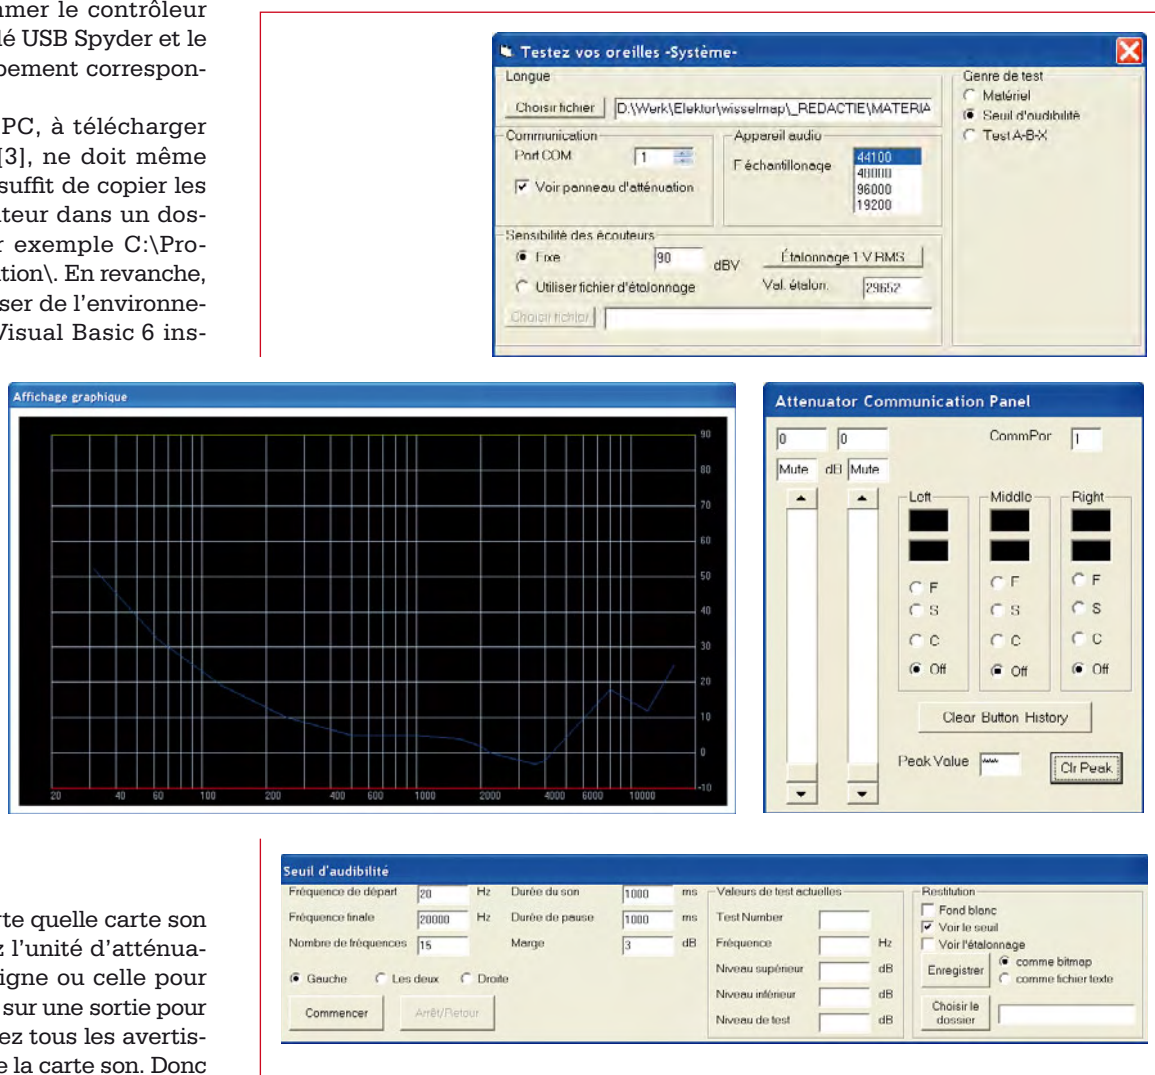 mmer le contrôleur
lé USB Spyder et le
pement correspon-
PC, à télécharger
[3], ne doit même
suffit de copier les
ateur dans un dos-
r exemple C:\Pro-
ation\. En revanche,
ser de l'environne-
Visual Basic 6 ins-
Testez vos oreilles -Système-
Longue
Choisir fichier D:\Werk\Elektor\wisselmap\_REDACTIE\MATERIA
Communication
Port COM 1
Voir panneau d'atténuation
Appareil audio
F échantillonage
44100
48000
96000
19200
Sensibilité des écouteurs
Fixe 90 dBV Étalonnage 1 V RMS
Utiliser fichier d'étalonnage Val. étalon. 29652
Choisir fichier
Genre de test
Matériel
Seuil d'audibilité
Test A-B-X
Affichage graphique
90
80
70
60
50
40
30
20
10
0
-10
20 40 60 100 200 400 600 1000 2000 4000 6000 10000
Attenuator Communication Panel
0 0 CommPor 1
Mute dB Mute
Left Middle Right
F F F
S S S
C C C
Off Off Off
Clear Button History
Peak Value Clr Peak
rte quelle carte son
z l'unité d'atténua-
igne ou celle pour
sur une sortie pour
ez tous les avertis-
e la carte son. Donc
Seuil d'audibilité
Fréquence de départ 20 Hz Durée du son 1000 ms
Fréquence finale 20000 Hz Durée de pause 1000 ms
Nombre de fréquences 15 Marge 3 dB
Gauche Les deux Droite
Commencer Arrêt/Retour
Valeurs de test actuelles
Test Number
Fréquence Hz
Niveau supérieur dB
Niveau inférieur dB
Niveau de test dB
Restitution
Fond blanc
Voir le seuil
Voir l'étalonnage
Enregistrer comme bitmap
comme fichier texte
Choisir le
dossier